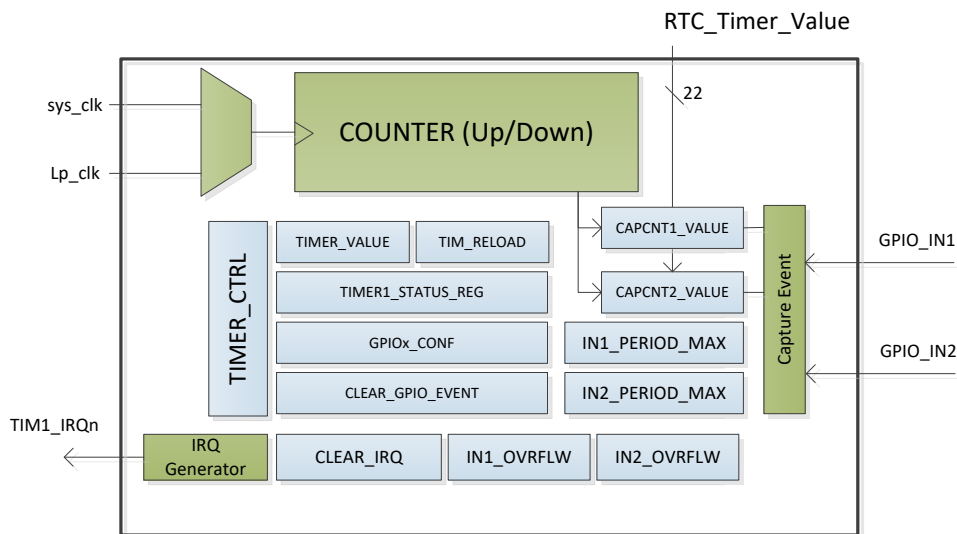 RTC_Timer_Value
22
sys_clk
COUNTER (Up/Down)
Lp_clk
CAPCNT1_VALUE
TIMER_VALUE
TIM_RELOAD
GPIO_IN1
CAPCNT2_VALUE
TIMER1_STATUS_REG
TIMER_CTRL
Capture Event
GPIOx_CONF
IN1_PERIOD_MAX
GPIO_IN2
CLEAR_GPIO_EVENT
IN2_PERIOD_MAX
TIM1_IRQn
IRQ
Generator
CLEAR_IRQ
IN1_OVRFLW
IN2_OVRFLW